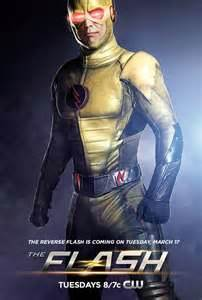 THE REVERSE FLASH IS COMING ON TUESDAY, MARCH 17
THE
FLASH
TUESDAYS 8/7c CW